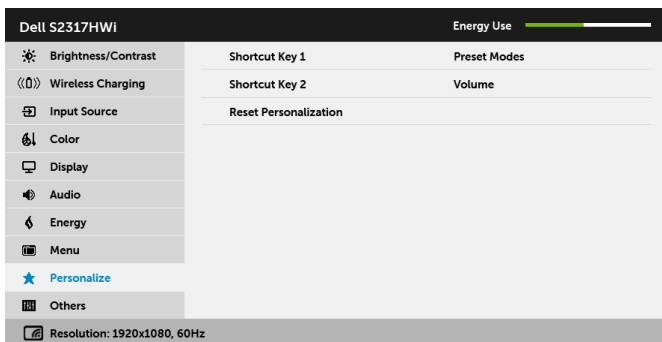 Dell S2317HWi Energy Use
Brightness/Contrast Shortcut Key 1 Preset Modes
Wireless Charging Shortcut Key 2 Volume
Input Source Reset Personalization
Color
Display
Audio
Energy
Menu
Personalize
Others
Resolution: 1920x1080, 60Hz